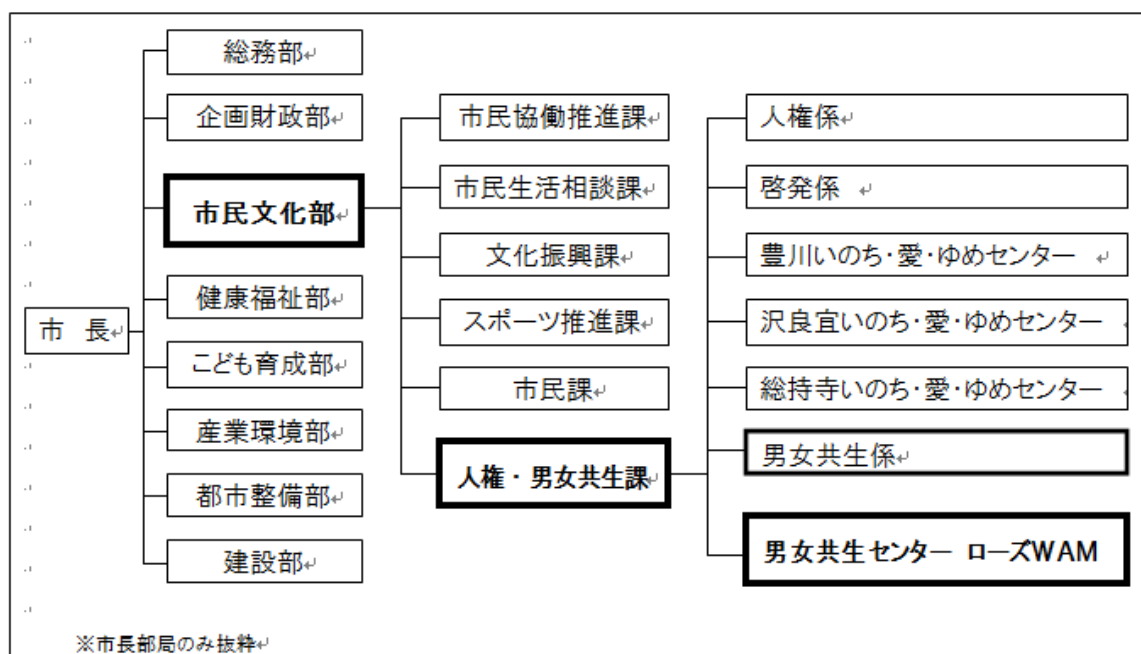 市　長
総務部
企画財政部
市民文化部
健康福祉部
こども育成部
産業環境部
都市整備部
建設部
市民協働推進課
市民生活相談課
文化振興課
スポーツ推進課
市民課
人権・男女共生課
人権係
啓発係
豊川いのち・愛・ゆめセンター
沢良宜いのち・愛・ゆめセンター
総持寺いのち・愛・ゆめセンター
男女共生係
男女共生センター ローズWAM
※市長部局のみ抜粋